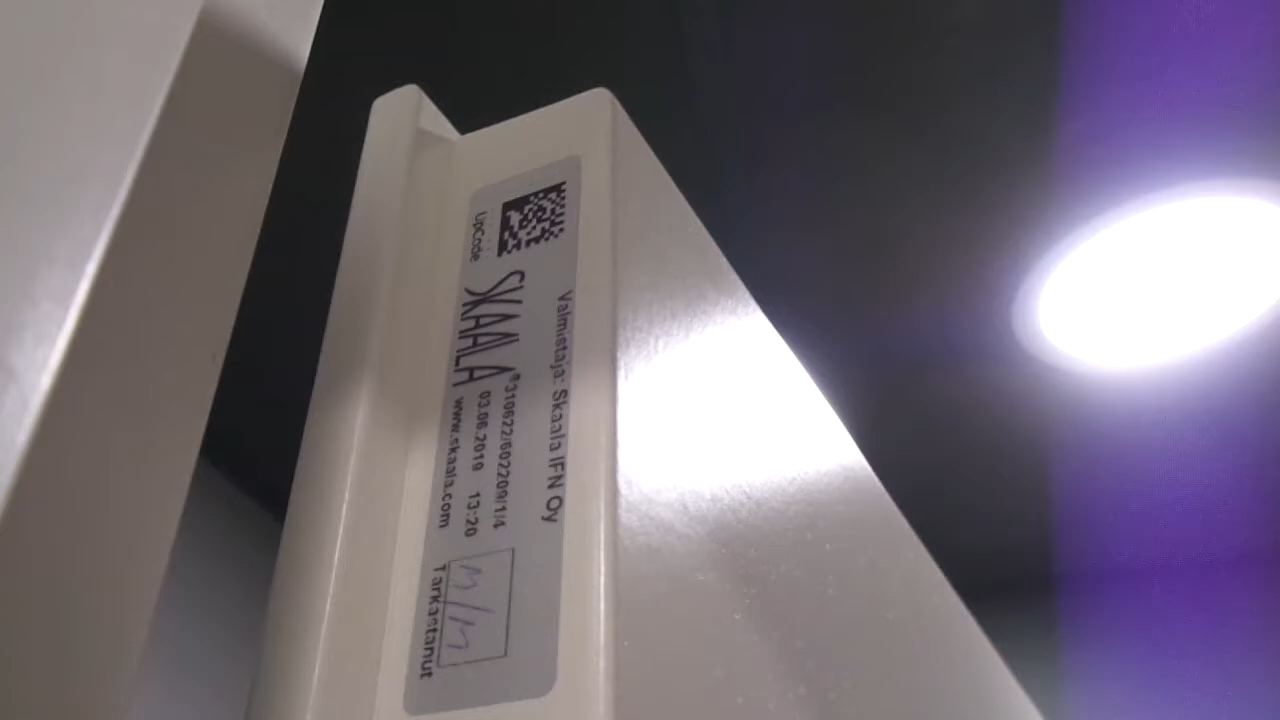 Valmistaja: Skaala IFN Oy
UpCode
SKAALA®
310622/602209/1/4
03.06.2019 13:20
www.skaala.com
M/M
Tarkastanut